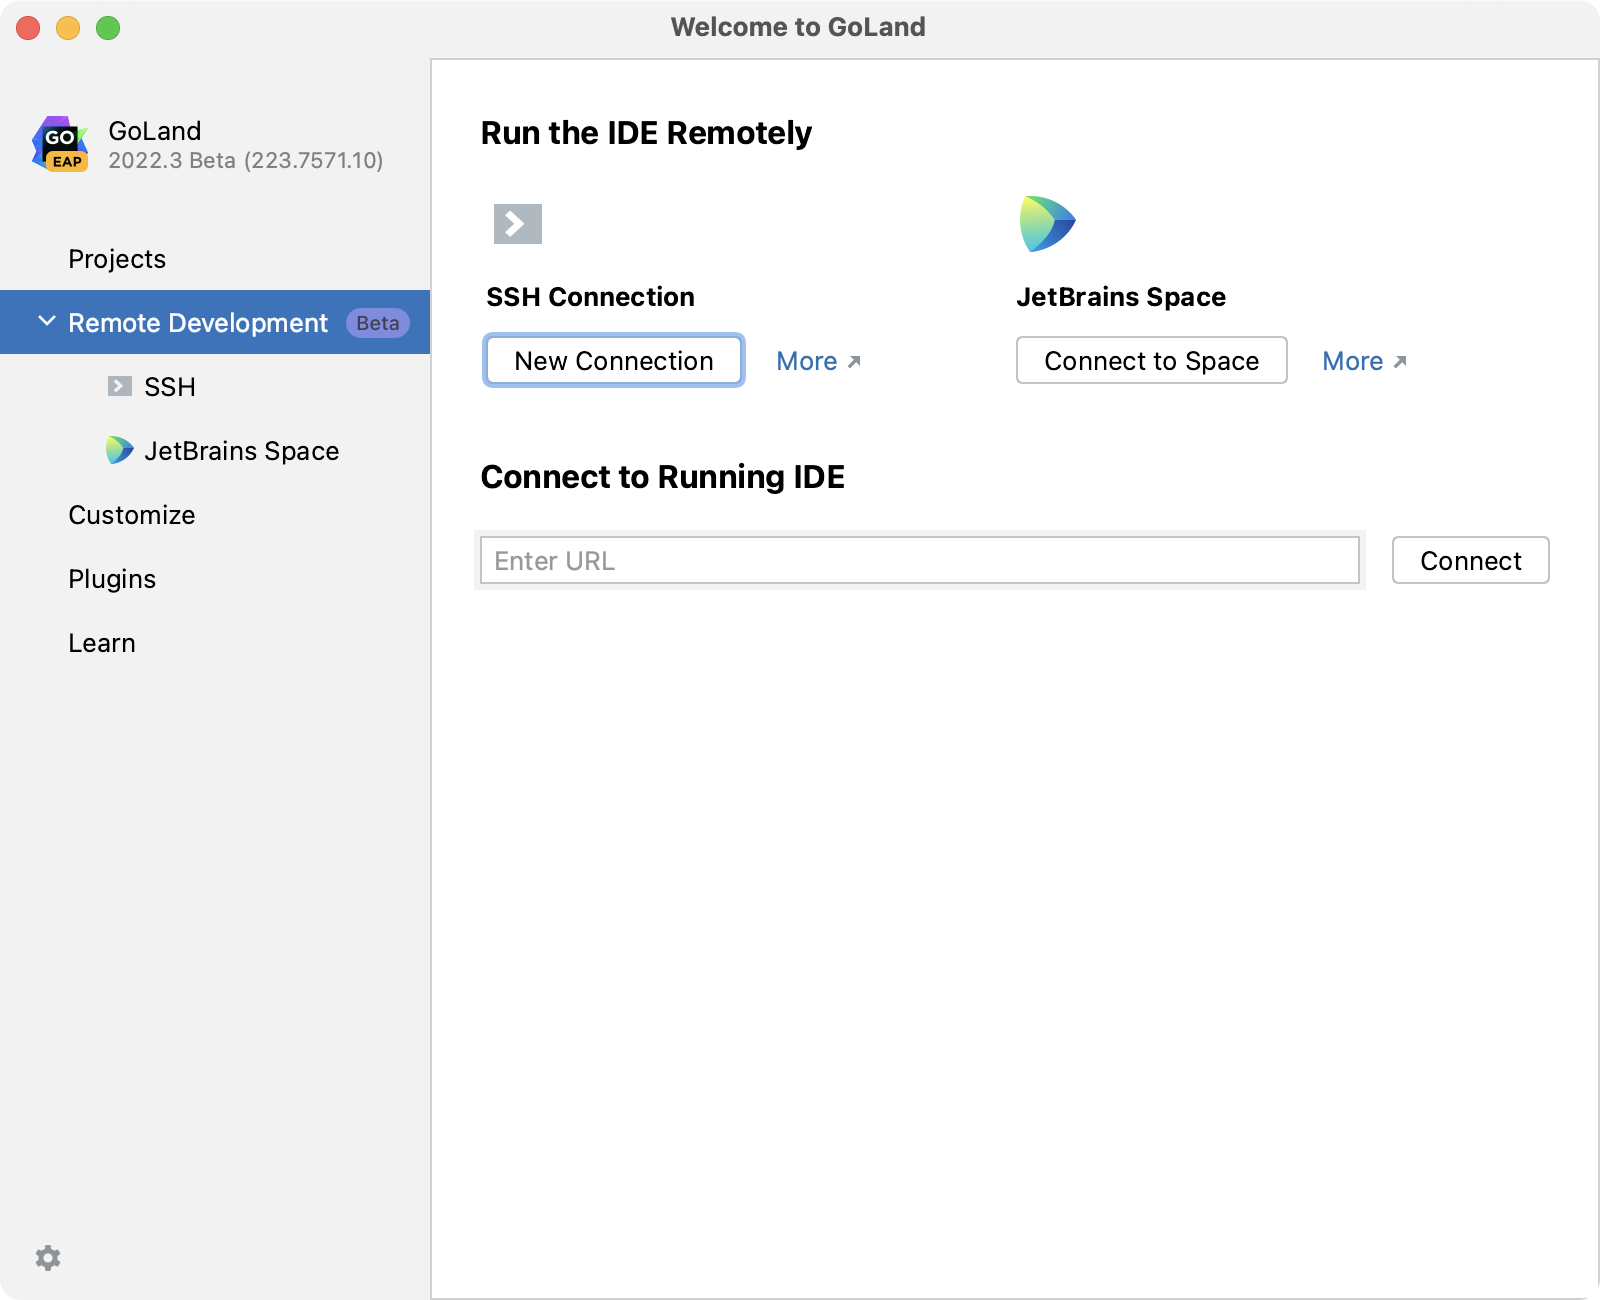 Welcome to GoLand
GO
EAP
GoLand
2022.3 Beta (223.7571.10)
Projects
Remote Development Beta
SSH
JetBrains Space
Customize
Plugins
Learn
Run the IDE Remotely
SSH Connection
New Connection More
JetBrains Space
Connect to Space More
Connect to Running IDE
Enter URL Connect